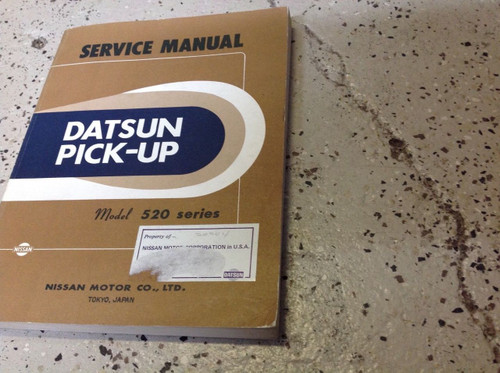 SERVICE MANUAL
DATSUN
PICK-UP
Model 520 series
Property of
NISSAN MOTOR CORPORATION in U.S.A.
DATSUN
NISSAN
NISSAN MOTOR CO., LTD.
TOKYO, JAPAN